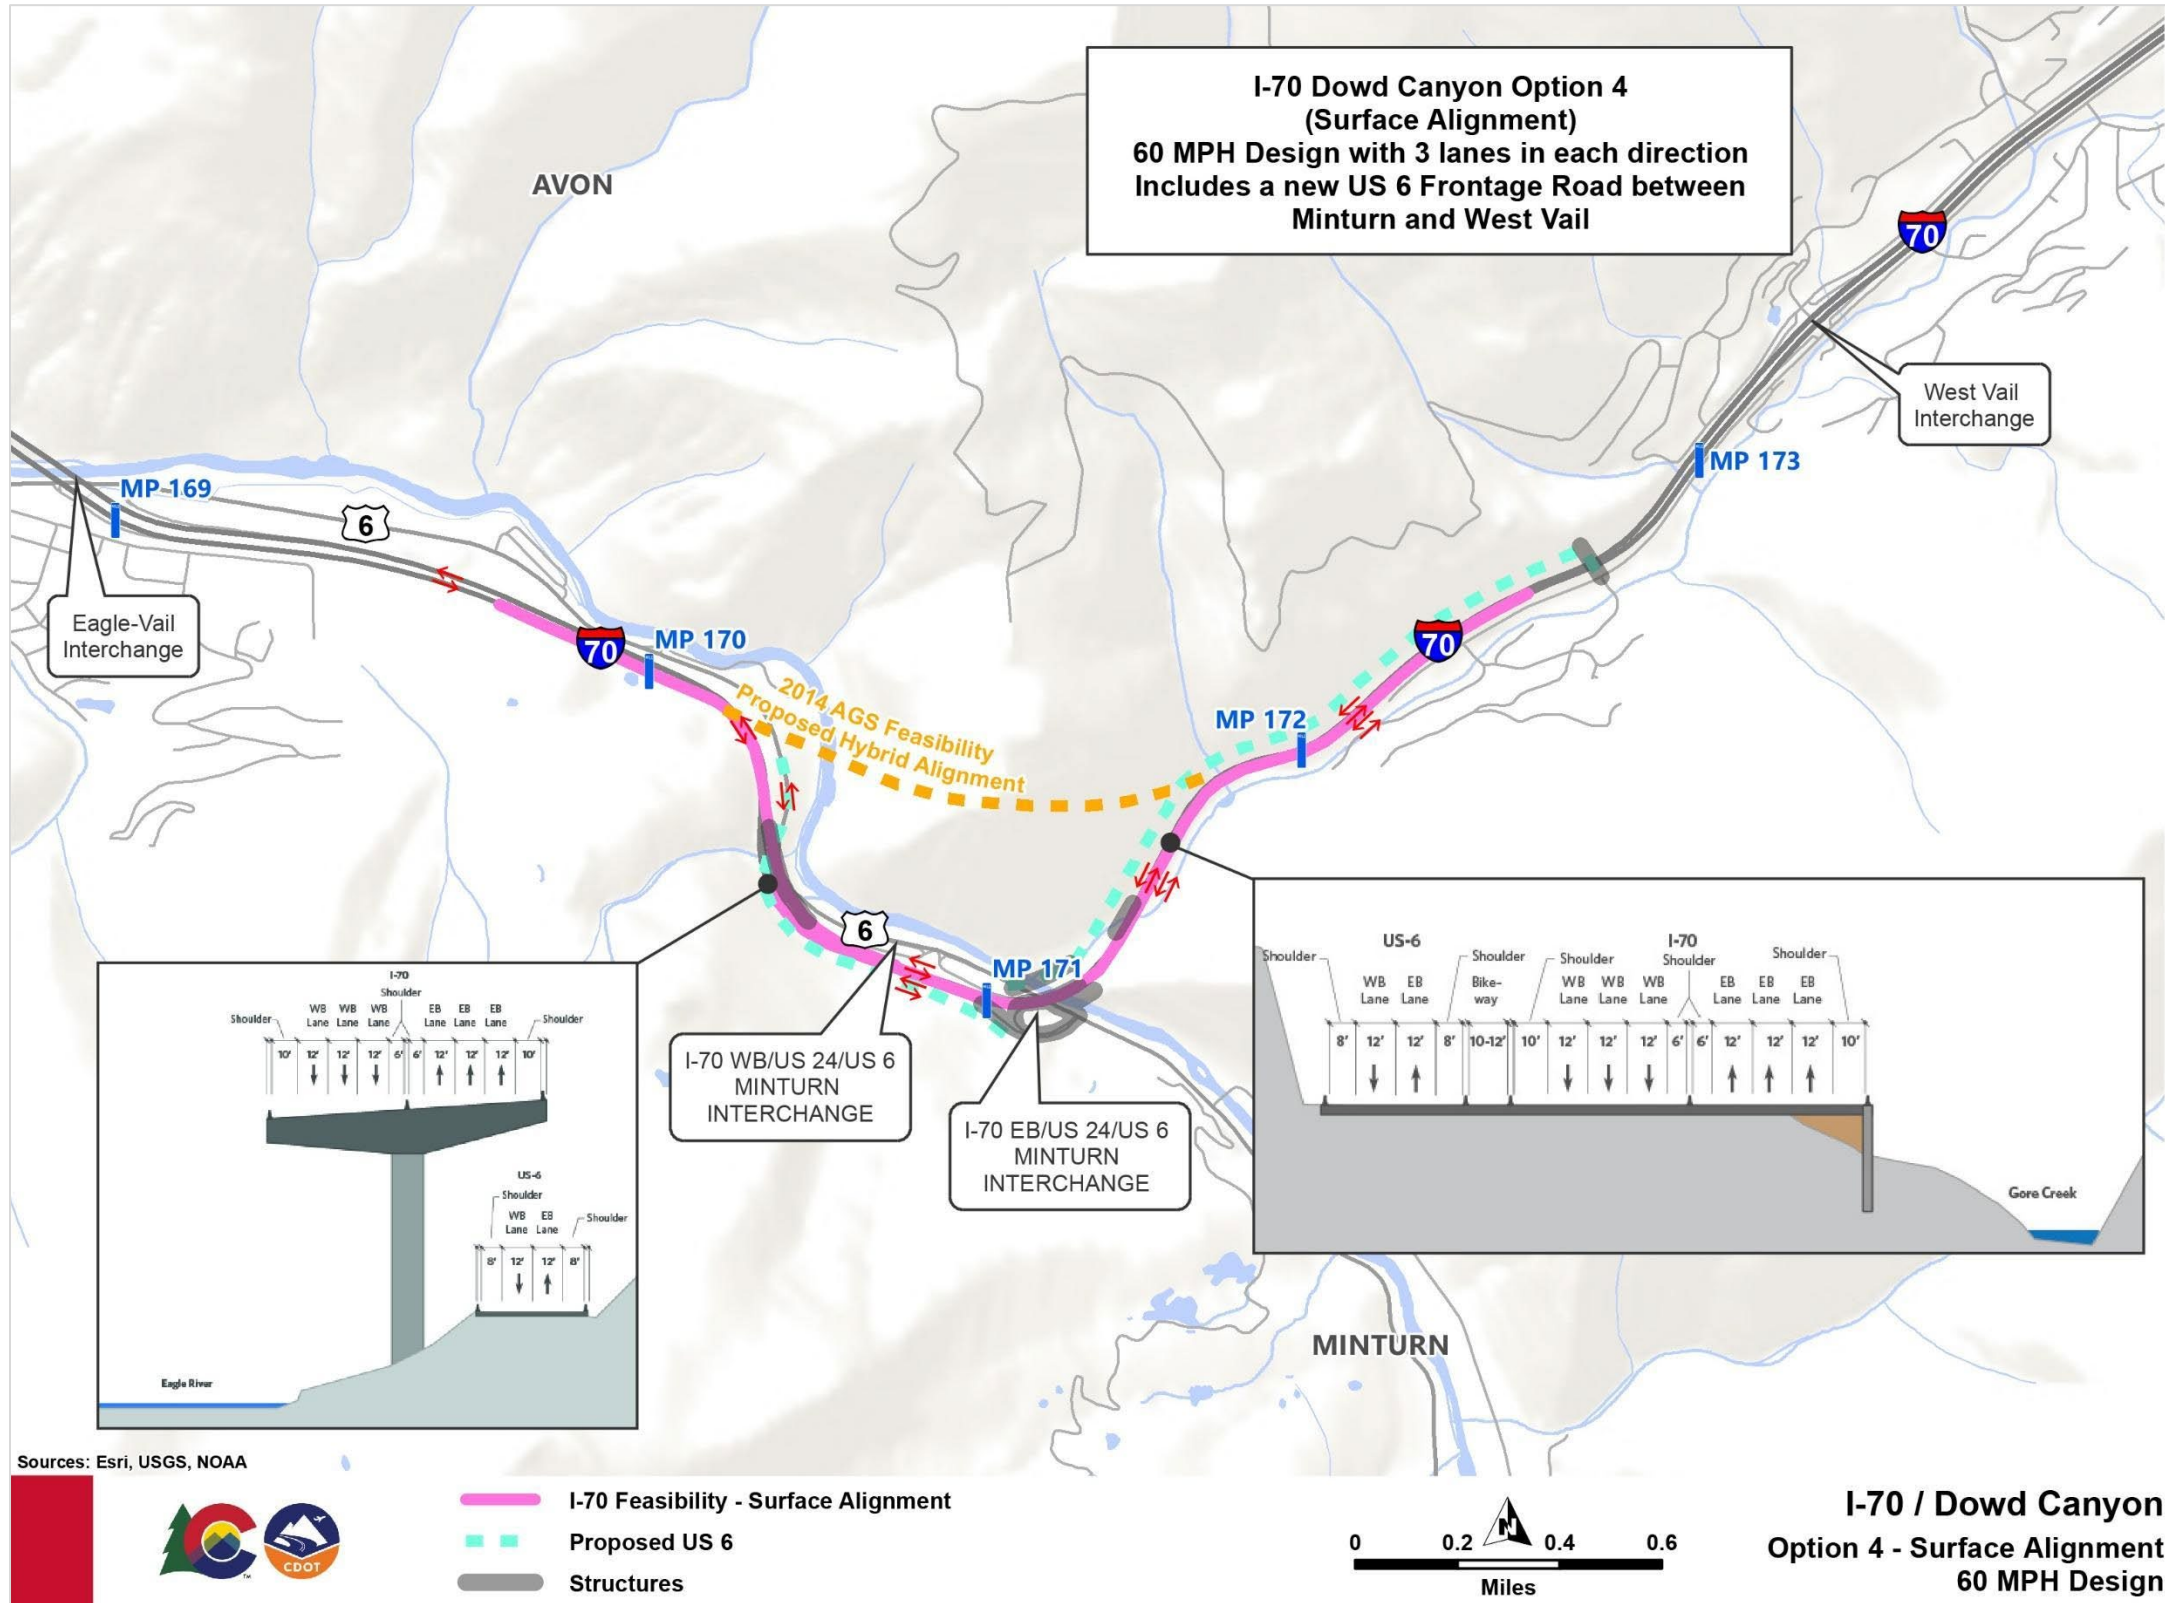 I-70 Dowd Canyon Option 4
(Surface Alignment)
60 MPH Design with 3 lanes in each direction
Includes a new US 6 Frontage Road between
Minturn and West Vail
AVON
70
West Vail
Interchange
MP 173
MP 169
6
Eagle-Vail
Interchange
70
MP 170
70
MP 172
2014 AGS Feasibility
Proposed Hybrid Alignment
6
MP 171
I-70 WB/US 24/US 6
MINTURN
INTERCHANGE
I-70 EB/US 24/US 6
MINTURN
INTERCHANGE
I-70
Shoulder
Shoulder
WB Lane
WB Lane
WB Lane
EB Lane
EB Lane
EB Lane
Shoulder
10' 12' 12' 12' 6' 6' 12' 12' 12' 10'
US-6
Shoulder
WB Lane
EB Lane
Shoulder
8' 12' 12' 8'
Eagle River
US-6
I-70
Shoulder
Shoulder
Shoulder
Shoulder
Shoulder
WB Lane
EB Lane
Bike-
way
WB Lane
WB Lane
WB Lane
EB Lane
EB Lane
EB Lane
8' 12' 12' 8' 10-12' 10' 12' 12' 12' 6' 6' 12' 12' 12' 10'
Gore Creek
MINTURN
Sources: Esri, USGS, NOAA
TM
CDOT
I-70 Feasibility - Surface Alignment
Proposed US 6
Structures
N
0 0.2 0.4 0.6
Miles
I-70 / Dowd Canyon
Option 4 - Surface Alignment
60 MPH Design